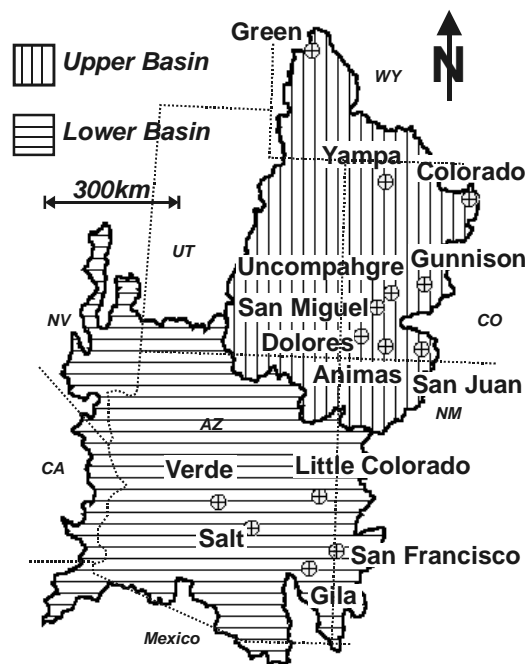 Green
N
Upper Basin
WY
Lower Basin
Yampa
Colorado
300km
UT
Gunnison
Uncompahgre
San Miguel
NV
CO
Dolores
Animas
San Juan
NM
AZ
CA
Verde
Little Colorado
Salt
San Francisco
Gila
Mexico